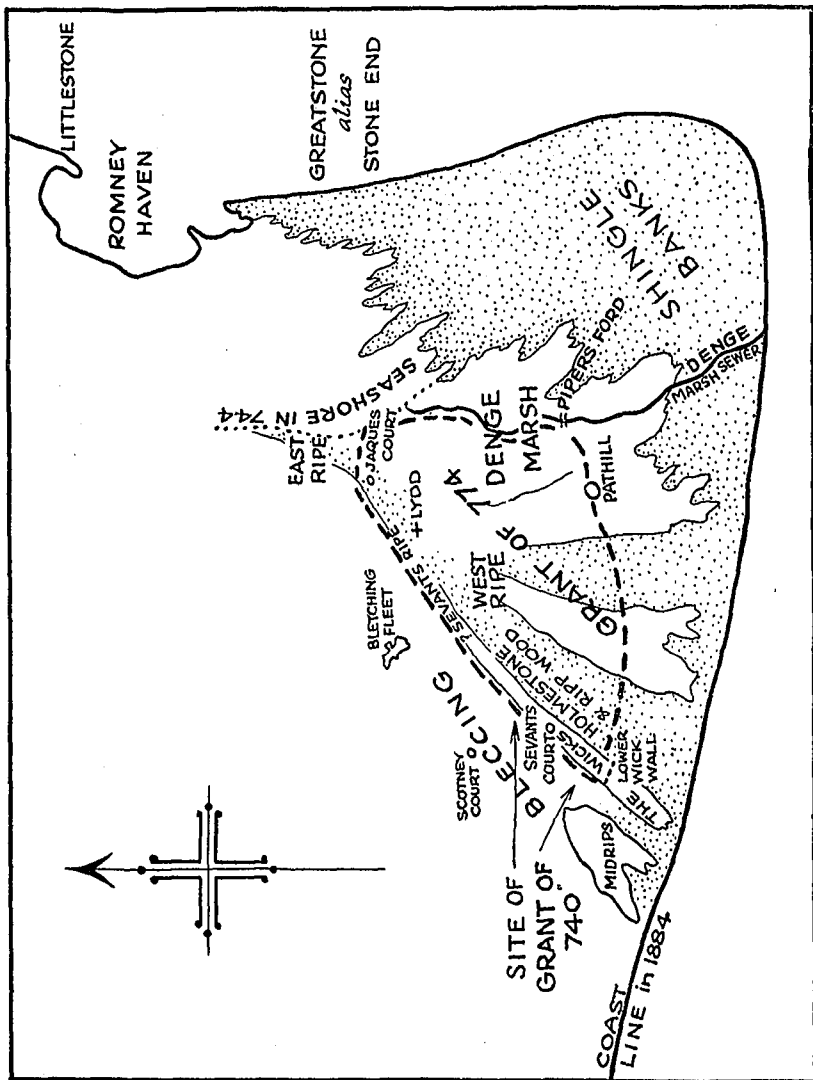 LITTLESTONE
ROMNEY
HAVEN
GREATSTONE
alias
STONE END
SEASHORE IN 744
EAST
RIPE
JAQUES
COURT
BLETCHING
FLEET
?SEVANTS RIPE
+LYDD
DENGE
MARSH
PIPERS FORD
SHINGLE
BANKS
DENGE
MARSH SEWER
GRANT OF 774
PATHILL
WEST
RIPE
BLECCING
SCOTNEY
COURT
SEVANTS
COURT
HOLMESTONE
& RIPP WOOD
THE WICKS
LOWER
WICK
WALL
MIDRIPS
SITE OF
GRANT OF
740
COAST
LINE in 1884